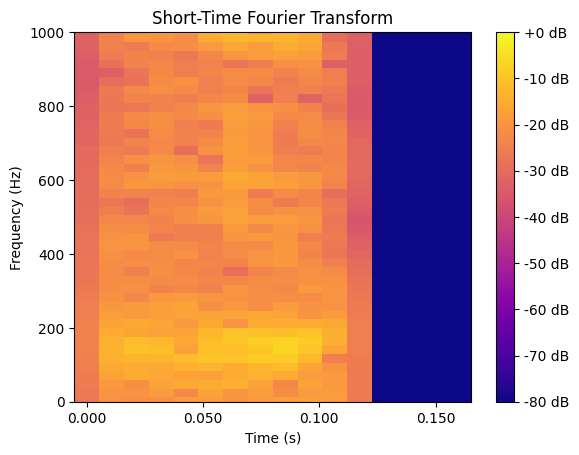 Short-Time Fourier Transform
Frequency (Hz)
1000
800
600
400
200
0
0.000
0.050
0.100
0.150
Time (s)
+0 dB
-10 dB
-20 dB
-30 dB
-40 dB
-50 dB
-60 dB
-70 dB
-80 dB